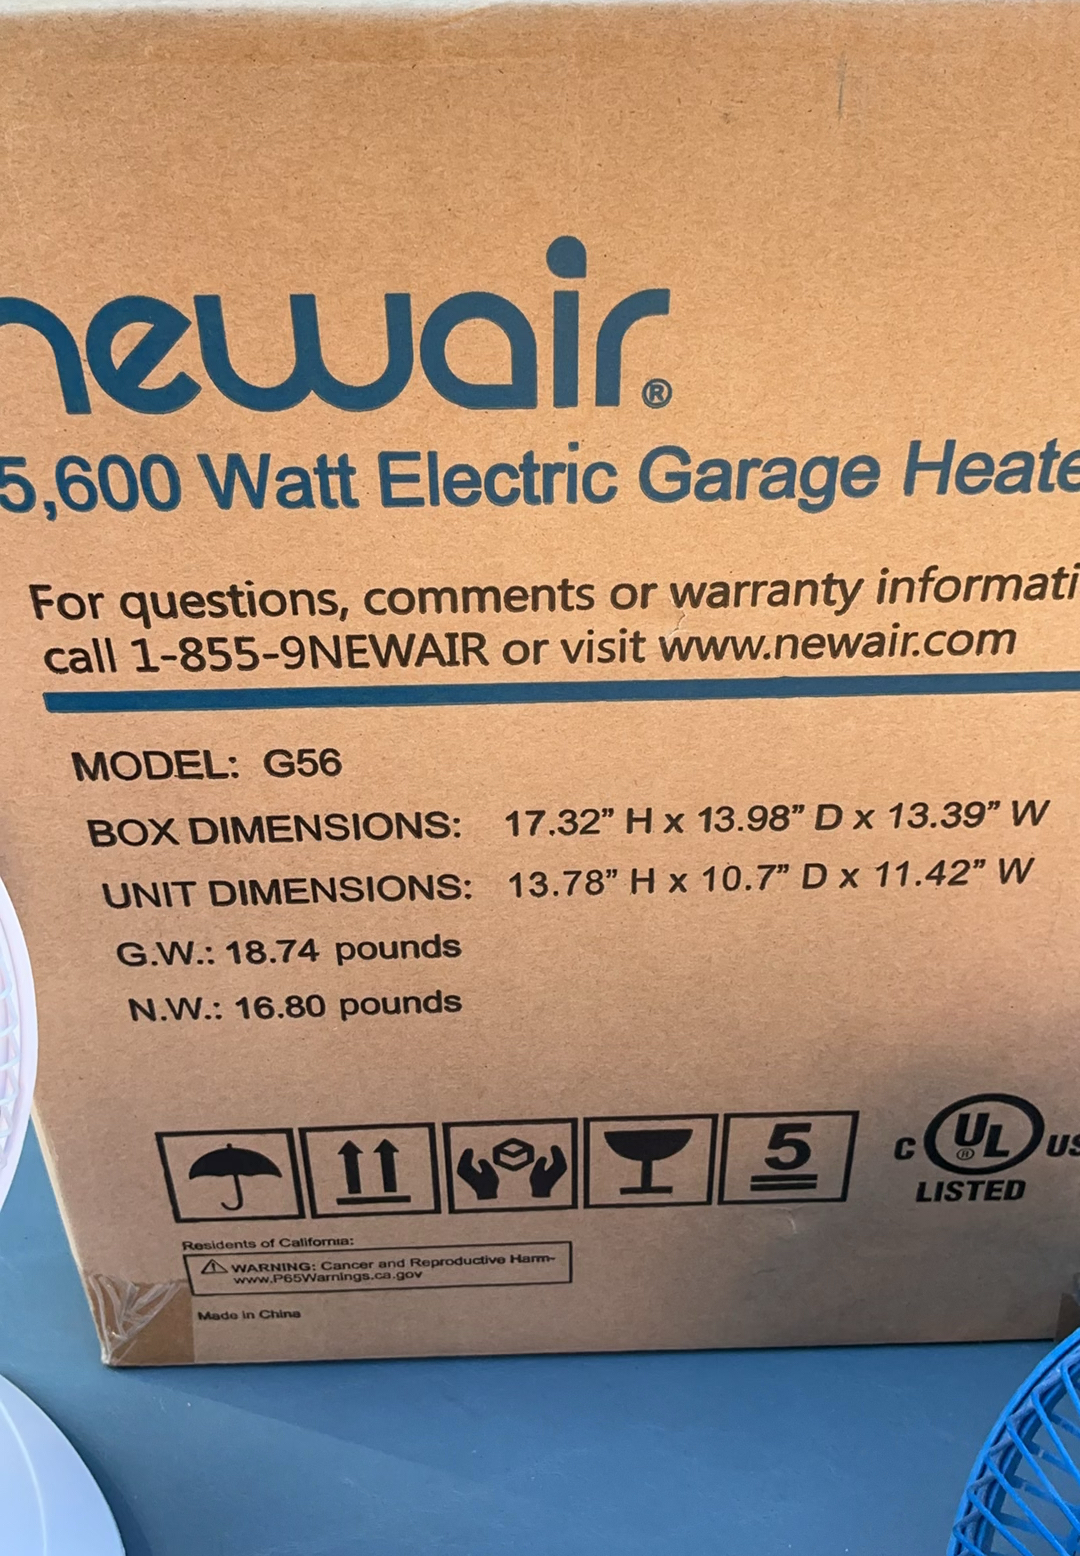 newair®
5,600 Watt Electric Garage Heate
For questions, comments or warranty informati
call 1-855-9NEWAIR or visit www.newair.com
MODEL: G56
BOX DIMENSIONS: 17.32” H x 13.98” D x 13.39” W
UNIT DIMENSIONS: 13.78” H x 10.7” D x 11.42” W
G.W.: 18.74 pounds
N.W.: 16.80 pounds
5
C UL® US
LISTED
Residents of California:
⚠ WARNING: Cancer and Reproductive Harm-
www.P65Warnings.ca.gov
Made in China